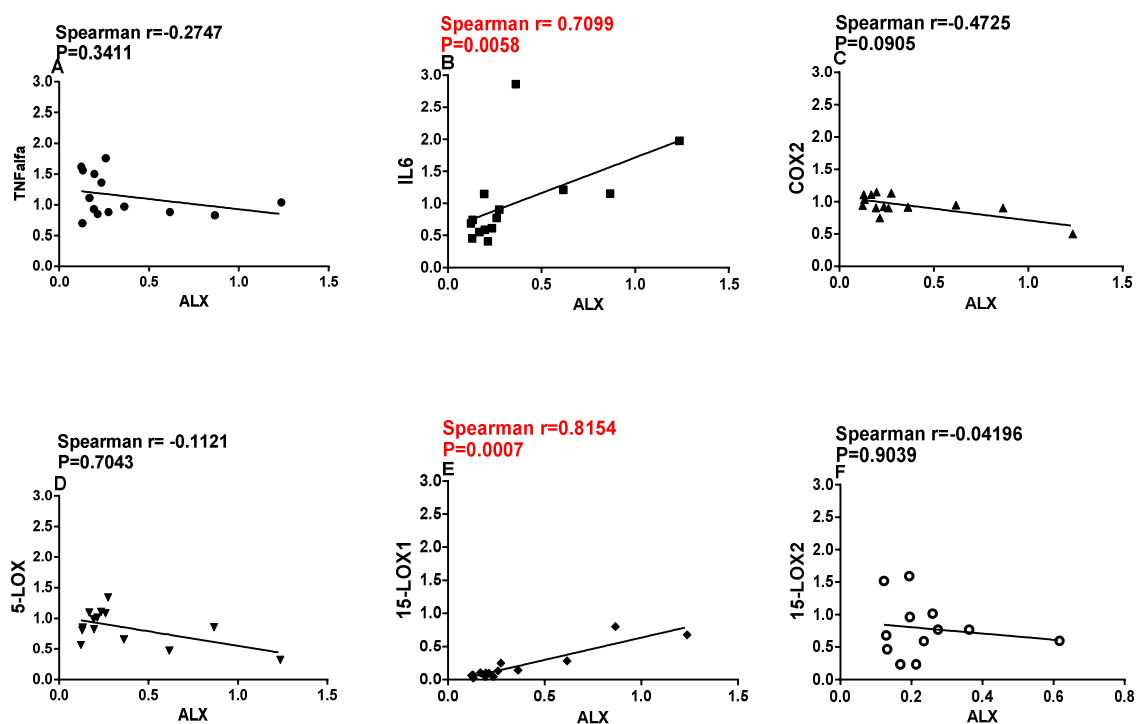 Spearman r=-0.2747
P=0.3411
A
3.0
2.5
2.0
1.5
1.0
0.5
0.0
TNFalfa
0.0 0.5 1.0 1.5
ALX
Spearman r= 0.7099
P=0.0058
B
3.0
2.5
2.0
1.5
1.0
0.5
0.0
IL6
0.0 0.5 1.0 1.5
ALX
Spearman r=-0.4725
P=0.0905
C
3.0
2.5
2.0
1.5
1.0
0.5
0.0
COX2
0.0 0.5 1.0 1.5
ALX
Spearman r= -0.1121
P=0.7043
D
3.0
2.5
2.0
1.5
1.0
0.5
0.0
5-LOX
0.0 0.5 1.0 1.5
ALX
Spearman r=0.8154
P=0.0007
E
3.0
2.5
2.0
1.5
1.0
0.5
0.0
15-LOX1
0.0 0.5 1.0 1.5
ALX
Spearman r=-0.04196
P=0.9039
F
3.0
2.5
2.0
1.5
1.0
0.5
0.0
15-LOX2
0.0 0.2 0.4 0.6 0.8
ALX